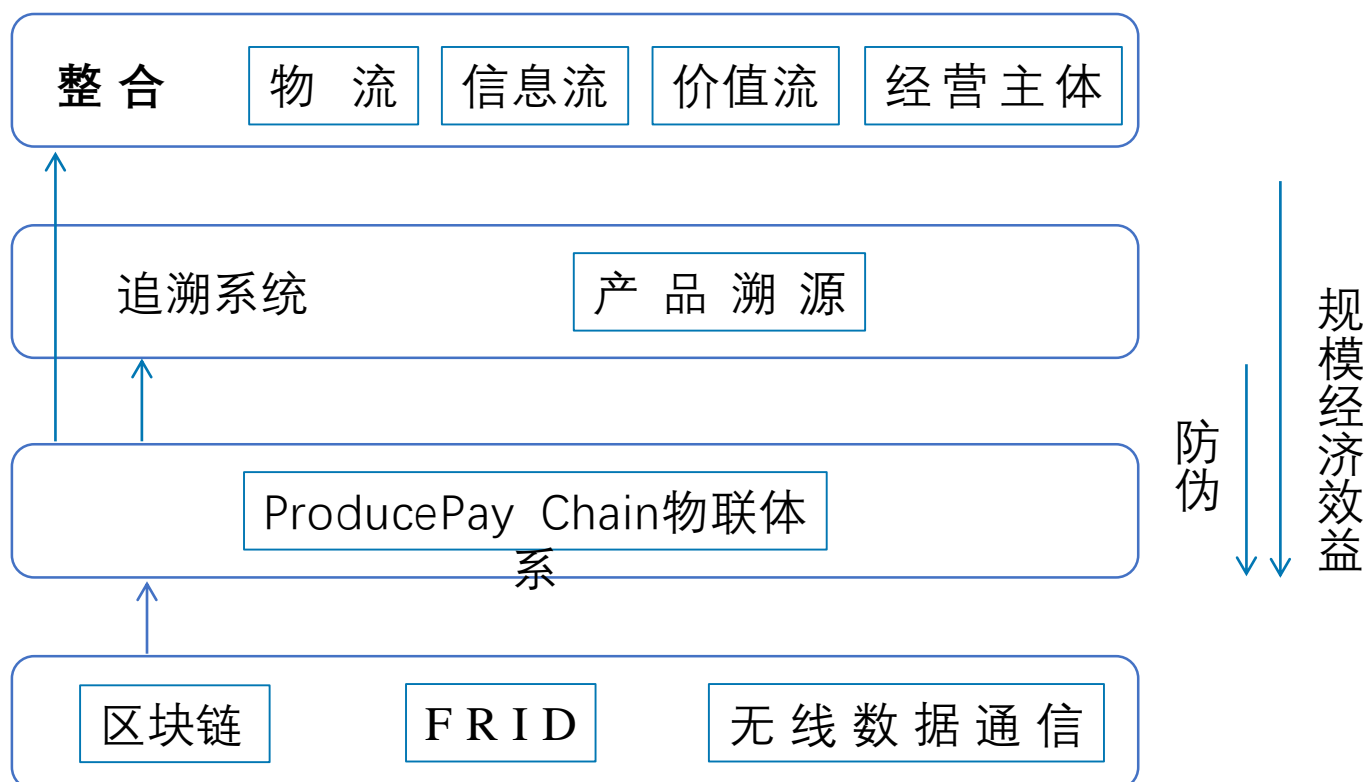 整 合 物 流 信息流 价值流 经 营 主 体
追溯系统 产 品 溯 源
ProducePay Chain物联体
系
区块链 F R I D 无 线 数 据 通 信
防伪
规模经济效益